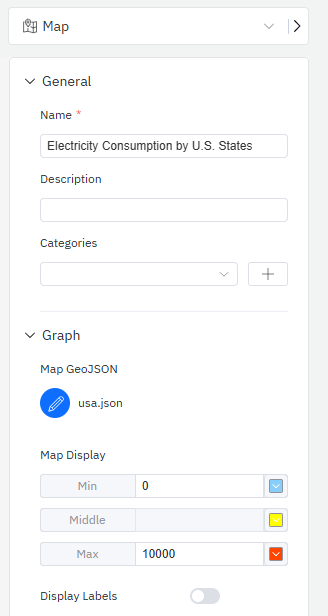 Map
General
Name *
Electricity Consumption by U.S. States
Description
Categories
Graph
Map GeoJSON
usa.json
Map Display
Min 0
Middle
Max 10000
Display Labels